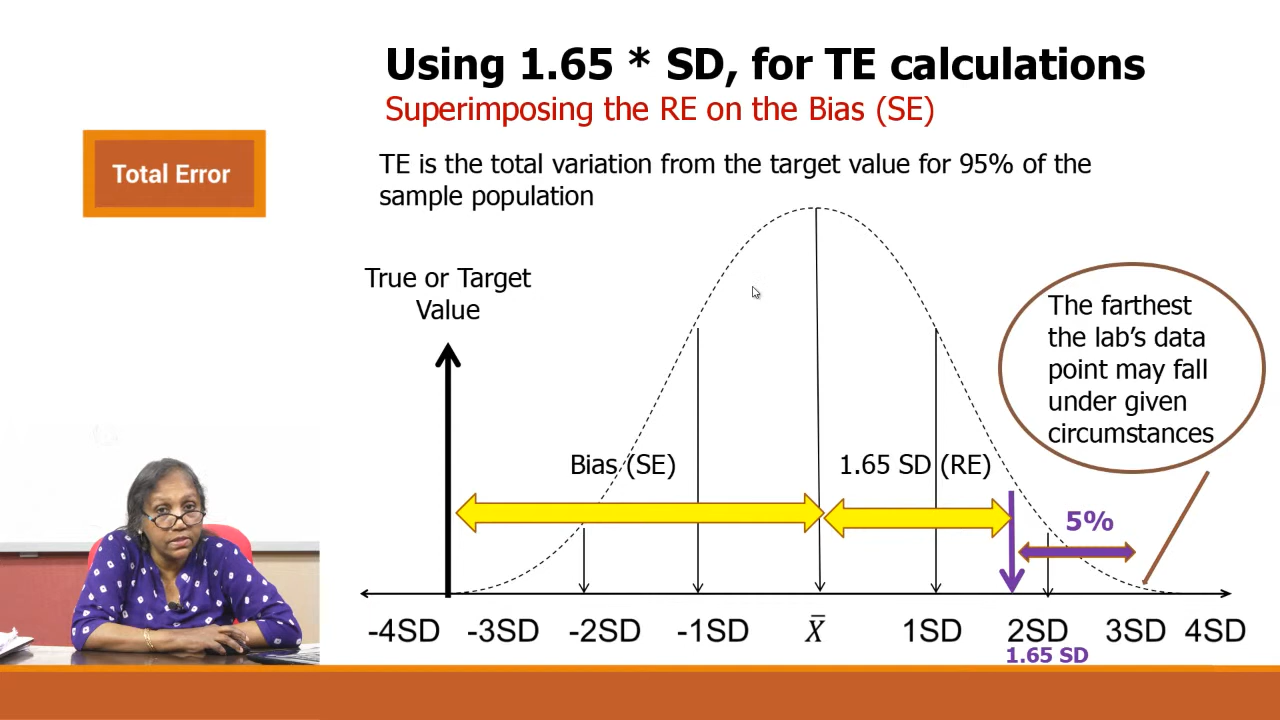 Using 1.65 * SD, for TE calculations
Superimposing the RE on the Bias (SE)
Total Error
TE is the total variation from the target value for 95% of the
sample population
True or Target
Value
The farthest
the lab's data
point may fall
under given
circumstances
Bias (SE)
1.65 SD (RE)
5%
-4SD -3SD -2SD -1SD X̅ 1SD 2SD 3SD 4SD
1.65 SD